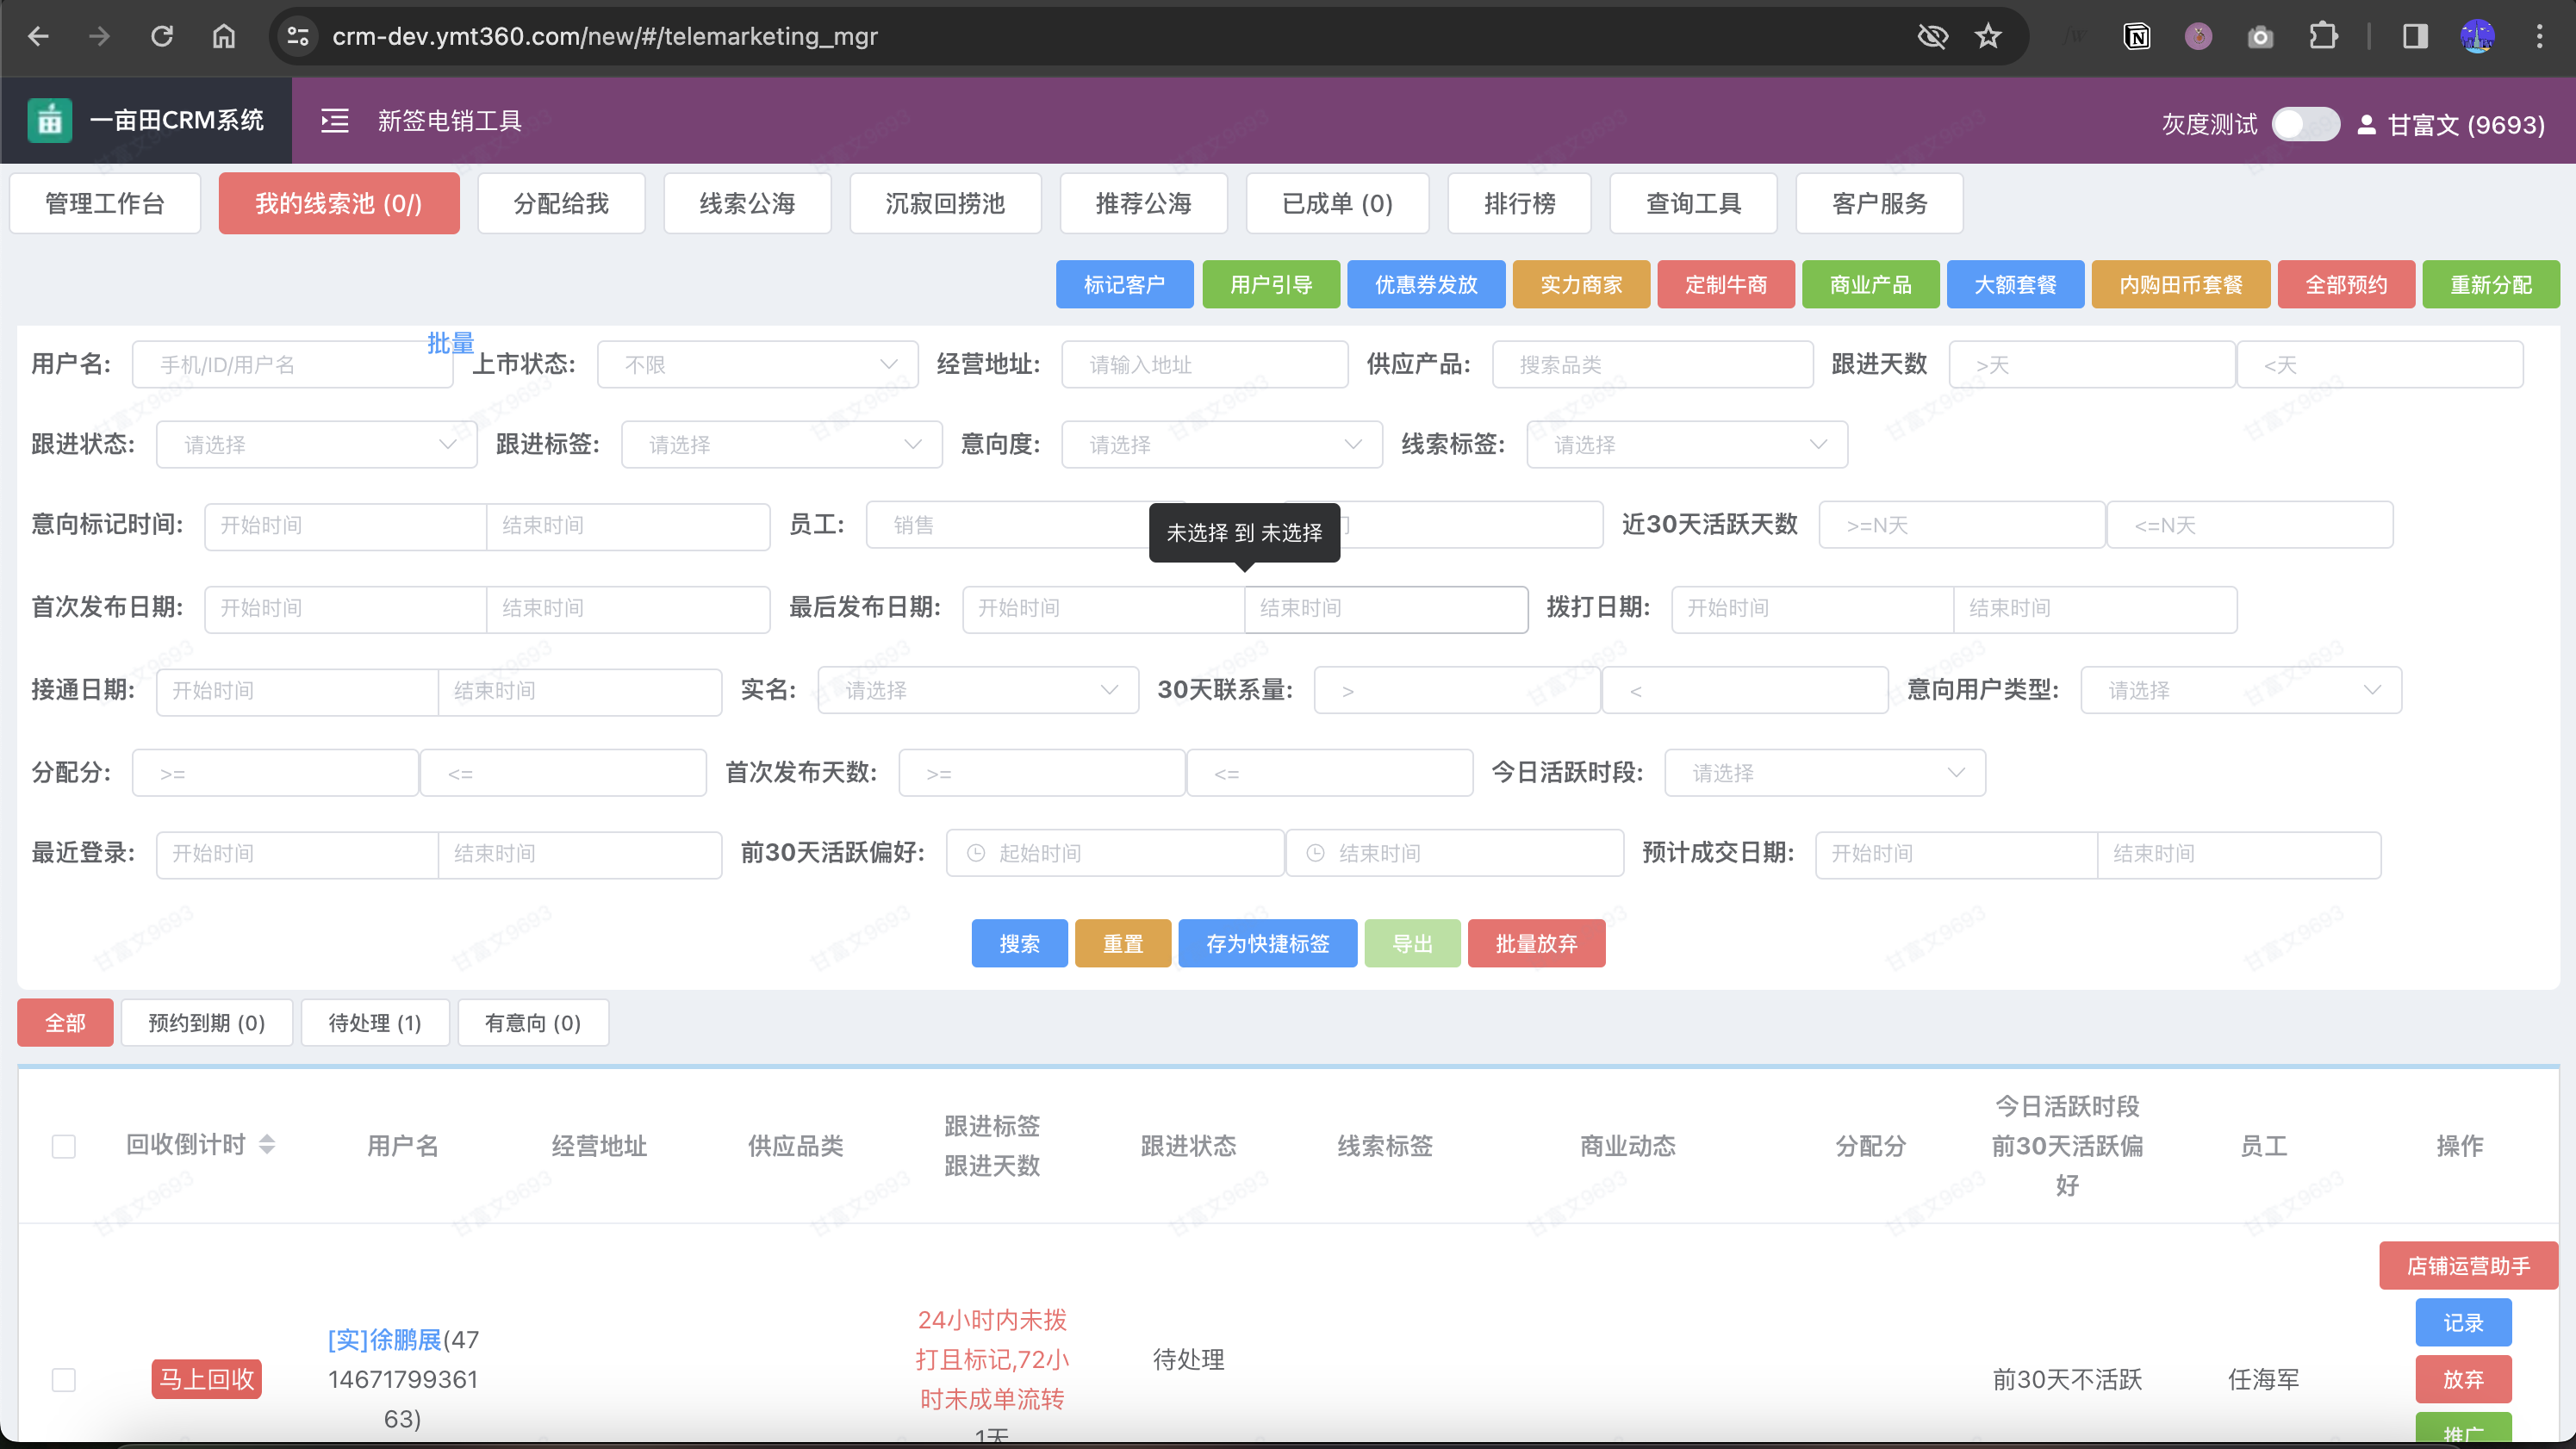 crm-dev.ymt360.com/new/#/telemarketing_mgr
一亩田CRM系统
新签电销工具
灰度测试
甘富文 (9693)
管理工作台
我的线索池 (0/)
分配给我
线索公海
沉寂回捞池
推荐公海
已成单 (0)
排行榜
查询工具
客户服务
标记客户
用户引导
优惠券发放
实力商家
定制牛商
商业产品
大额套餐
内购田币套餐
全部预约
重新分配
用户名: 手机/ID/用户名
批量
上市状态: 不限
经营地址: 请输入地址
供应产品: 搜索品类
跟进天数 >天 <天
跟进状态: 请选择
跟进标签: 请选择
意向度: 请选择
线索标签: 请选择
意向标记时间: 开始时间 结束时间
员工: 销售
未选择 到 未选择
近30天活跃天数 >=N天 <=N天
首次发布日期: 开始时间 结束时间
最后发布日期: 开始时间 结束时间
拨打日期: 开始时间 结束时间
接通日期: 开始时间 结束时间
实名: 请选择
30天联系量: > <
意向用户类型: 请选择
分配分: >= <=
首次发布天数: >= <=
今日活跃时段: 请选择
最近登录: 开始时间 结束时间
前30天活跃偏好: 起始时间 结束时间
预计成交日期: 开始时间 结束时间
搜索
重置
存为快捷标签
导出
批量放弃
全部
预约到期 (0)
待处理 (1)
有意向 (0)
回收倒计时
用户名
经营地址
供应品类
跟进标签
跟进天数
跟进状态
线索标签
商业动态
分配分
今日活跃时段
前30天活跃偏
好
员工
操作
马上回收
[实]徐鹏展(47
14671799361
63)
24小时内未拨
打且标记,72小
时未成单流转
1天
待处理
前30天不活跃
任海军
店铺运营助手
记录
放弃
推广
甘富文9693